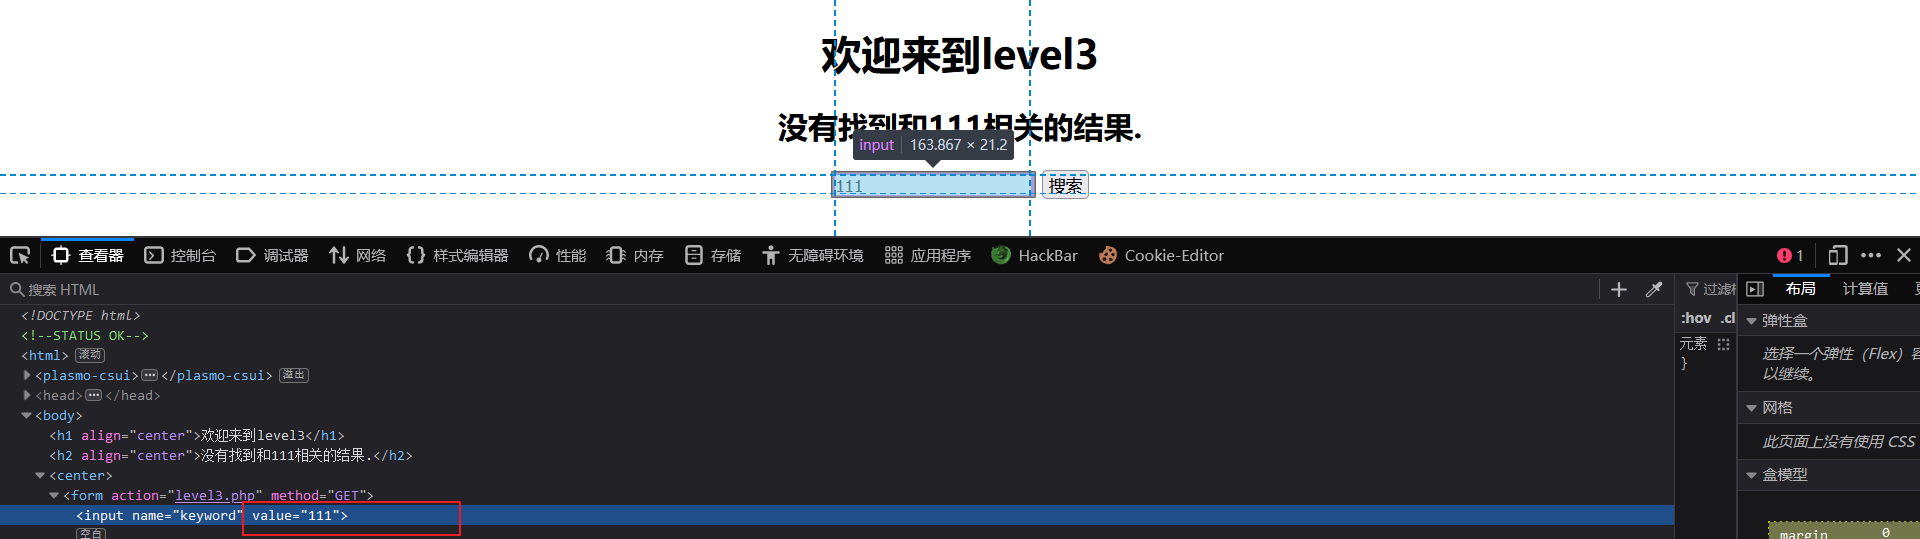 欢迎来到level3
没有找到和111相关的结果.
input 163.867 × 21.2
111 搜索
查看器 控制台 调试器 网络 样式编辑器 性能 内存 存储 无障碍环境 应用程序 HackBar Cookie-Editor 1
搜索 HTML
过滤
布局 计算值
<!DOCTYPE html>
<!--STATUS OK-->
<html> 滚动
<plasmo-csui></plasmo-csui> 溢出
<head></head>
<body>
<h1 align="center">欢迎来到level3</h1>
<h2 align="center">没有找到和111相关的结果.</h2>
<center>
<form action="level3.php" method="GET">
<input name="keyword" value="111">
空白
:hov .cl
元素
}
弹性盒
选择一个弹性（Flex）容
以继续。
网格
此页面上没有使用 CSS
盒模型
margin 0